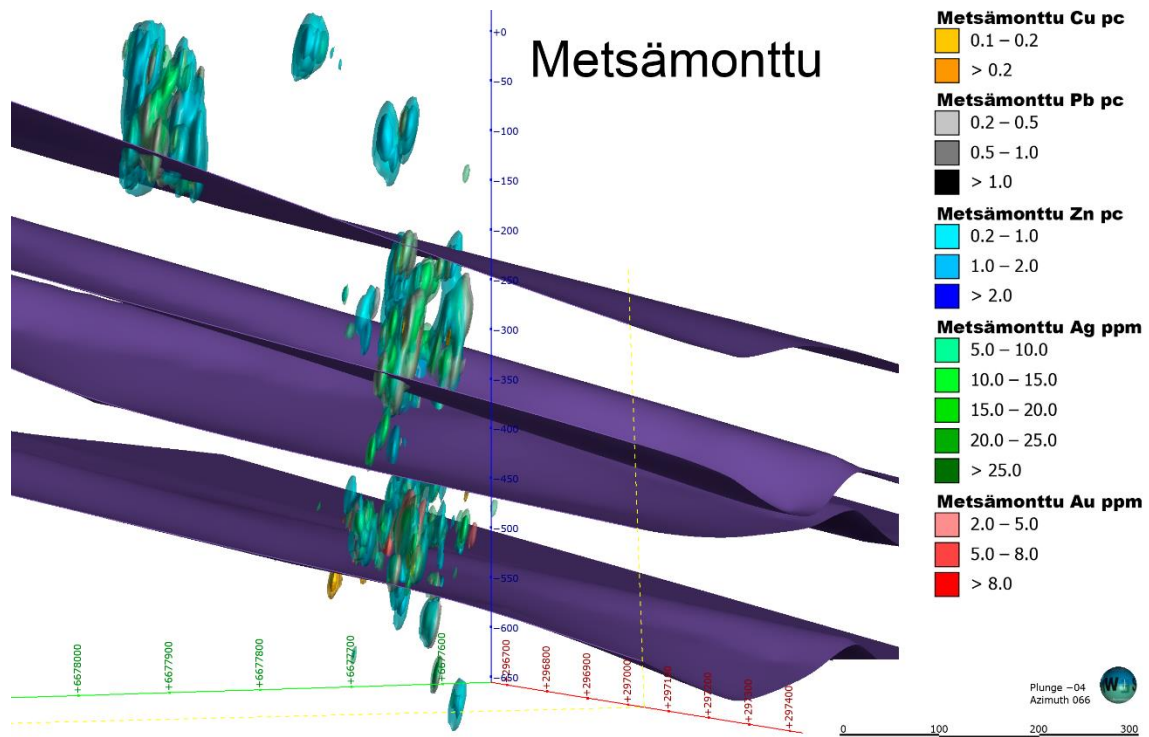 Metsämonttu
+0
−50
−100
−150
−200
−250
−300
−350
−400
−450
−500
−550
−600
−650
+6678000
+6677900
+6677800
+6677700
+6677600
+296700
+296800
+296900
+297000
+297100
+297200
+297300
+297400
Metsämonttu Cu pc
0.1 – 0.2
> 0.2
Metsämonttu Pb pc
0.2 – 0.5
0.5 – 1.0
> 1.0
Metsämonttu Zn pc
0.2 – 1.0
1.0 – 2.0
> 2.0
Metsämonttu Ag ppm
5.0 – 10.0
10.0 – 15.0
15.0 – 20.0
20.0 – 25.0
> 25.0
Metsämonttu Au ppm
2.0 – 5.0
5.0 – 8.0
> 8.0
Plunge −04
Azimuth 066
W
0 100 200 300